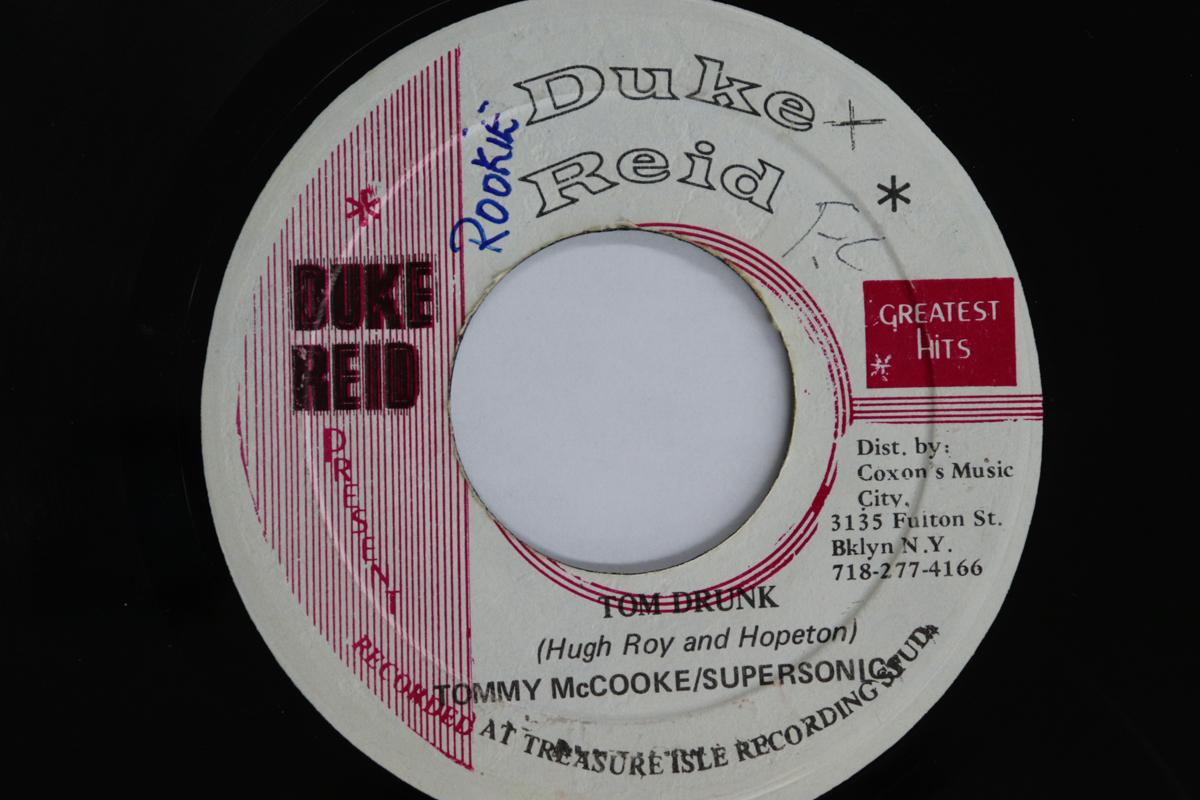 Duke
Reid
ROOKIE
F.C
DUKE
REID
PRESENT
GREATEST
HiTS
Dist. by:
Coxon's Music
City.
3135 Fulton St.
Bklyn N.Y.
718-277-4166
TOM DRUNK
(Hugh Roy and Hopeton)
TOMMY McCOOKE/SUPERSONICS
RECORDED AT TREASURE ISLE RECORDING STUD.